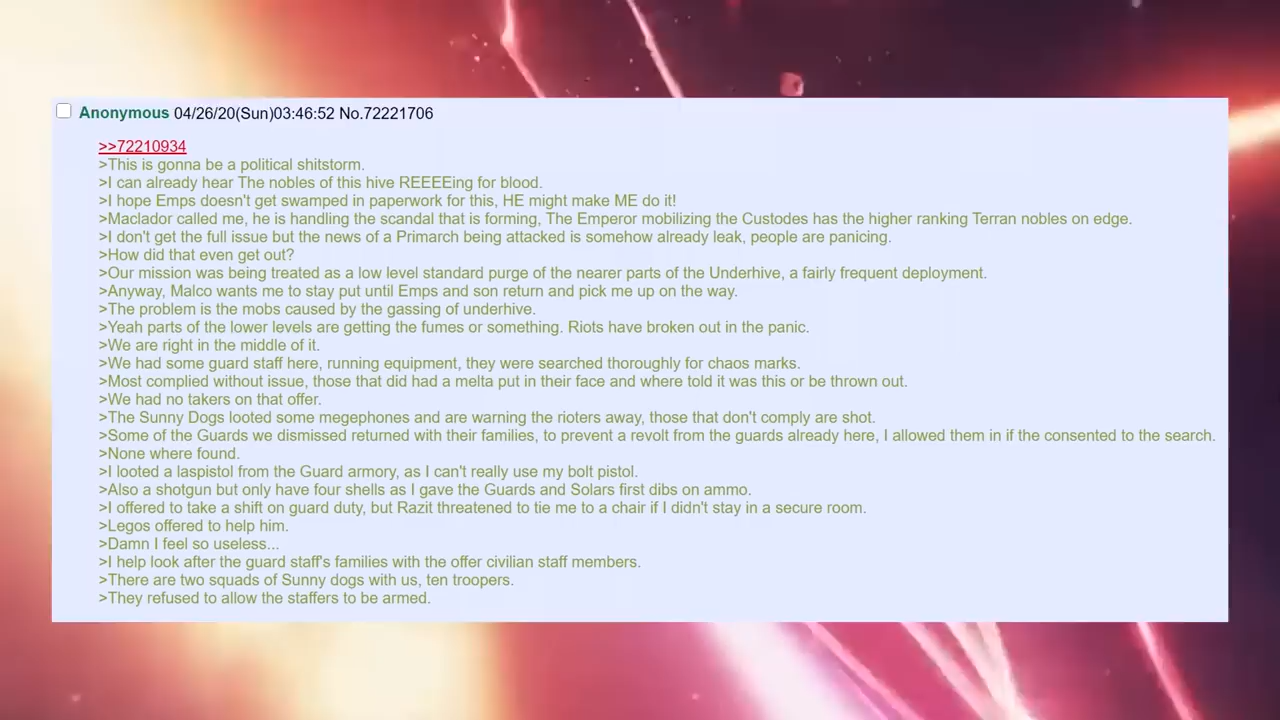 Anonymous 04/26/20(Sun)03:46:52 No.72221706
>>72210934
>This is gonna be a political shitstorm.
>I can already hear The nobles of this hive REEEEing for blood.
>I hope Emps doesn't get swamped in paperwork for this, HE might make ME do it!
>Maclador called me, he is handling the scandal that is forming, The Emperor mobilizing the Custodes has the higher ranking Terran nobles on edge.
>I don't get the full issue but the news of a Primarch being attacked is somehow already leak, people are panicing.
>How did that even get out?
>Our mission was being treated as a low level standard purge of the nearer parts of the Underhive, a fairly frequent deployment.
>Anyway, Malco wants me to stay put until Emps and son return and pick me up on the way.
>The problem is the mobs caused by the gassing of underhive.
>Yeah parts of the lower levels are getting the fumes or something. Riots have broken out in the panic.
>We are right in the middle of it.
>We had some guard staff here, running equipment, they were searched thoroughly for chaos marks.
>Most complied without issue, those that did had a melta put in their face and where told it was this or be thrown out.
>We had no takers on that offer.
>The Sunny Dogs looted some megephones and are warning the rioters away, those that don't comply are shot.
>Some of the Guards we dismissed returned with their families, to prevent a revolt from the guards already here, I allowed them in if the consented to the search.
>None where found.
>I looted a laspistol from the Guard armory, as I can't really use my bolt pistol.
>Also a shotgun but only have four shells as I gave the Guards and Solars first dibs on ammo.
>I offered to take a shift on guard duty, but Razit threatened to tie me to a chair if I didn't stay in a secure room.
>Legos offered to help him.
>Damn I feel so useless...
>I help look after the guard staff's families with the offer civilian staff members.
>There are two squads of Sunny dogs with us, ten troopers.
>They refused to allow the staffers to be armed.